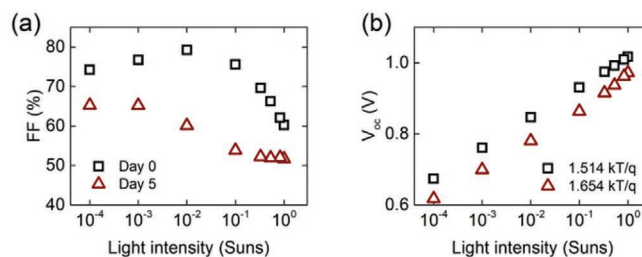 (a)
80
70
60
50
40
FF (%)
Day 0
Day 5
10⁻⁴ 10⁻³ 10⁻² 10⁻¹ 10⁰
Light intensity (Suns)
(b)
1.0
0.8
0.6
Voc (V)
1.514 kT/q
1.654 kT/q
10⁻⁴ 10⁻³ 10⁻² 10⁻¹ 10⁰
Light intensity (Suns)